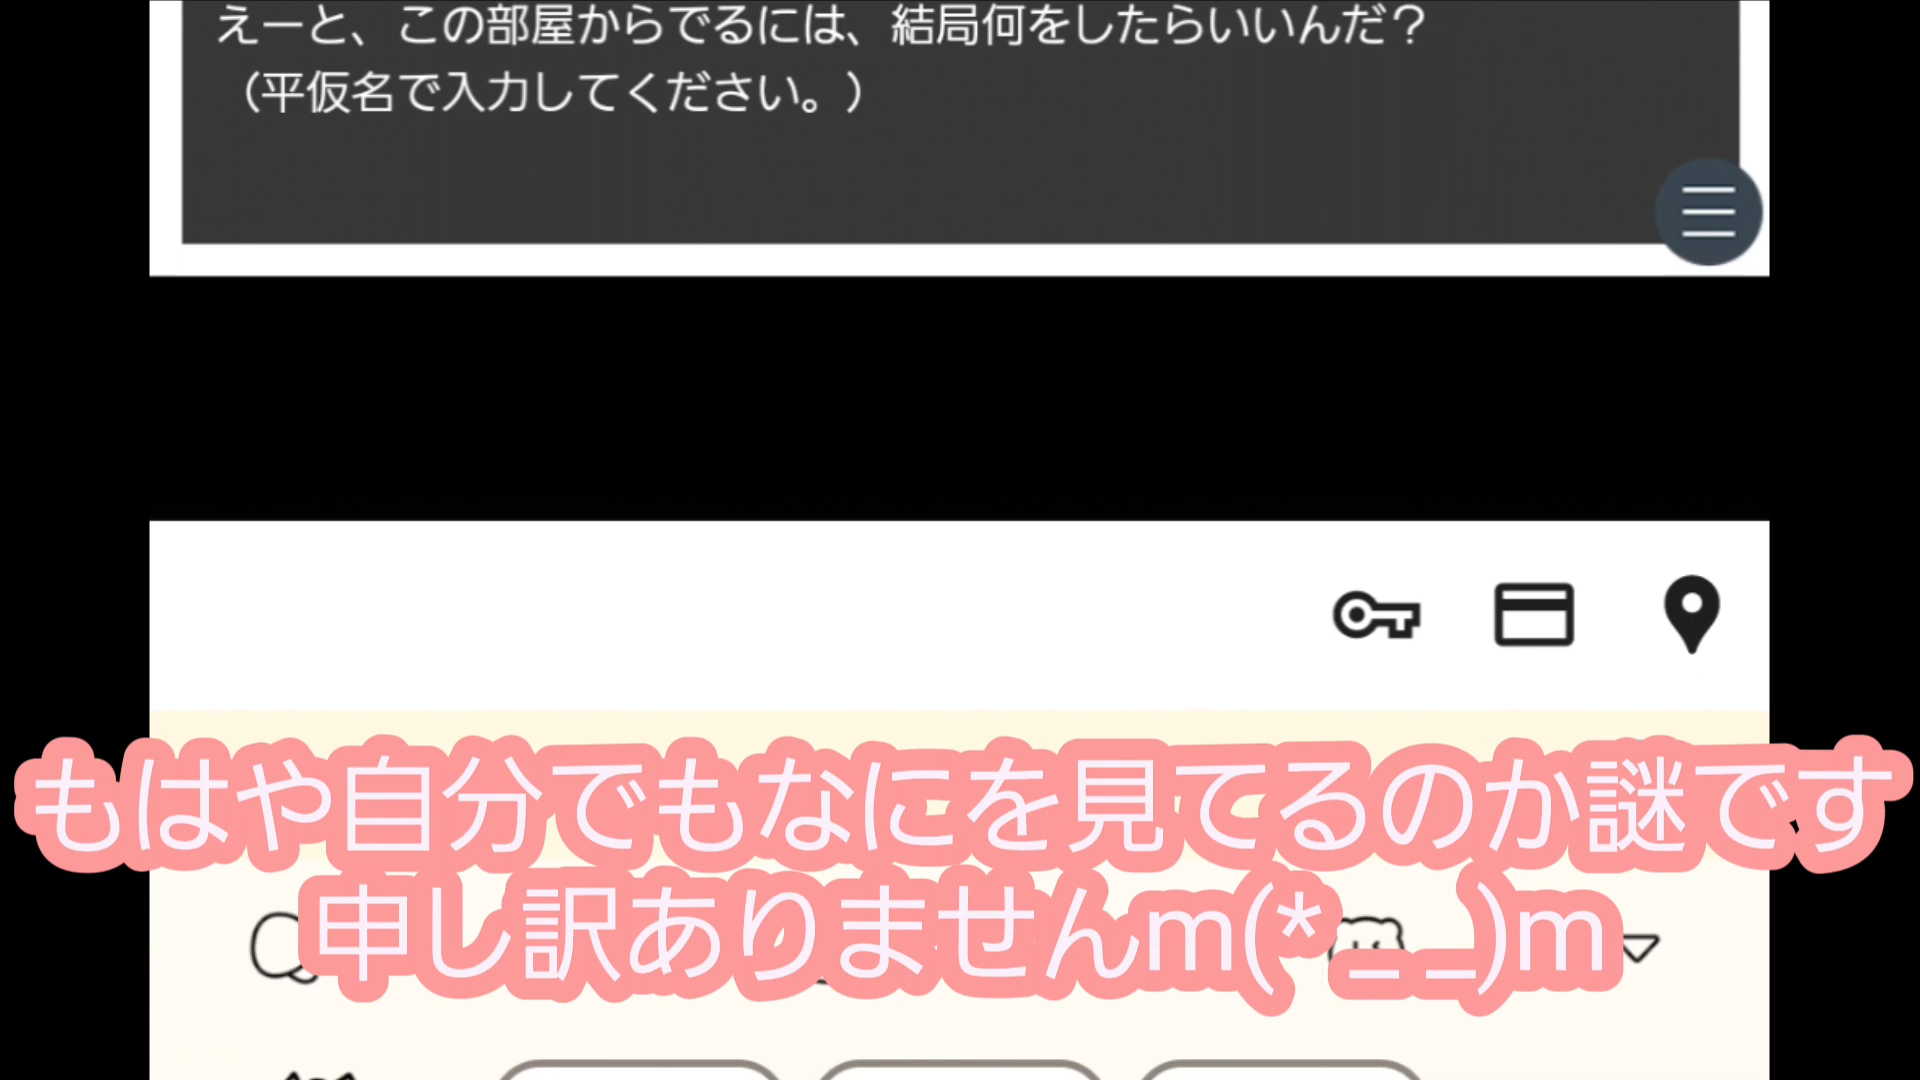 えーと、この部屋からでるには、結局何をしたらいいんだ？
（平仮名で入力してください。）
もはや自分でもなにを見てるのか謎です
申し訳ありませんm(*_ _)m